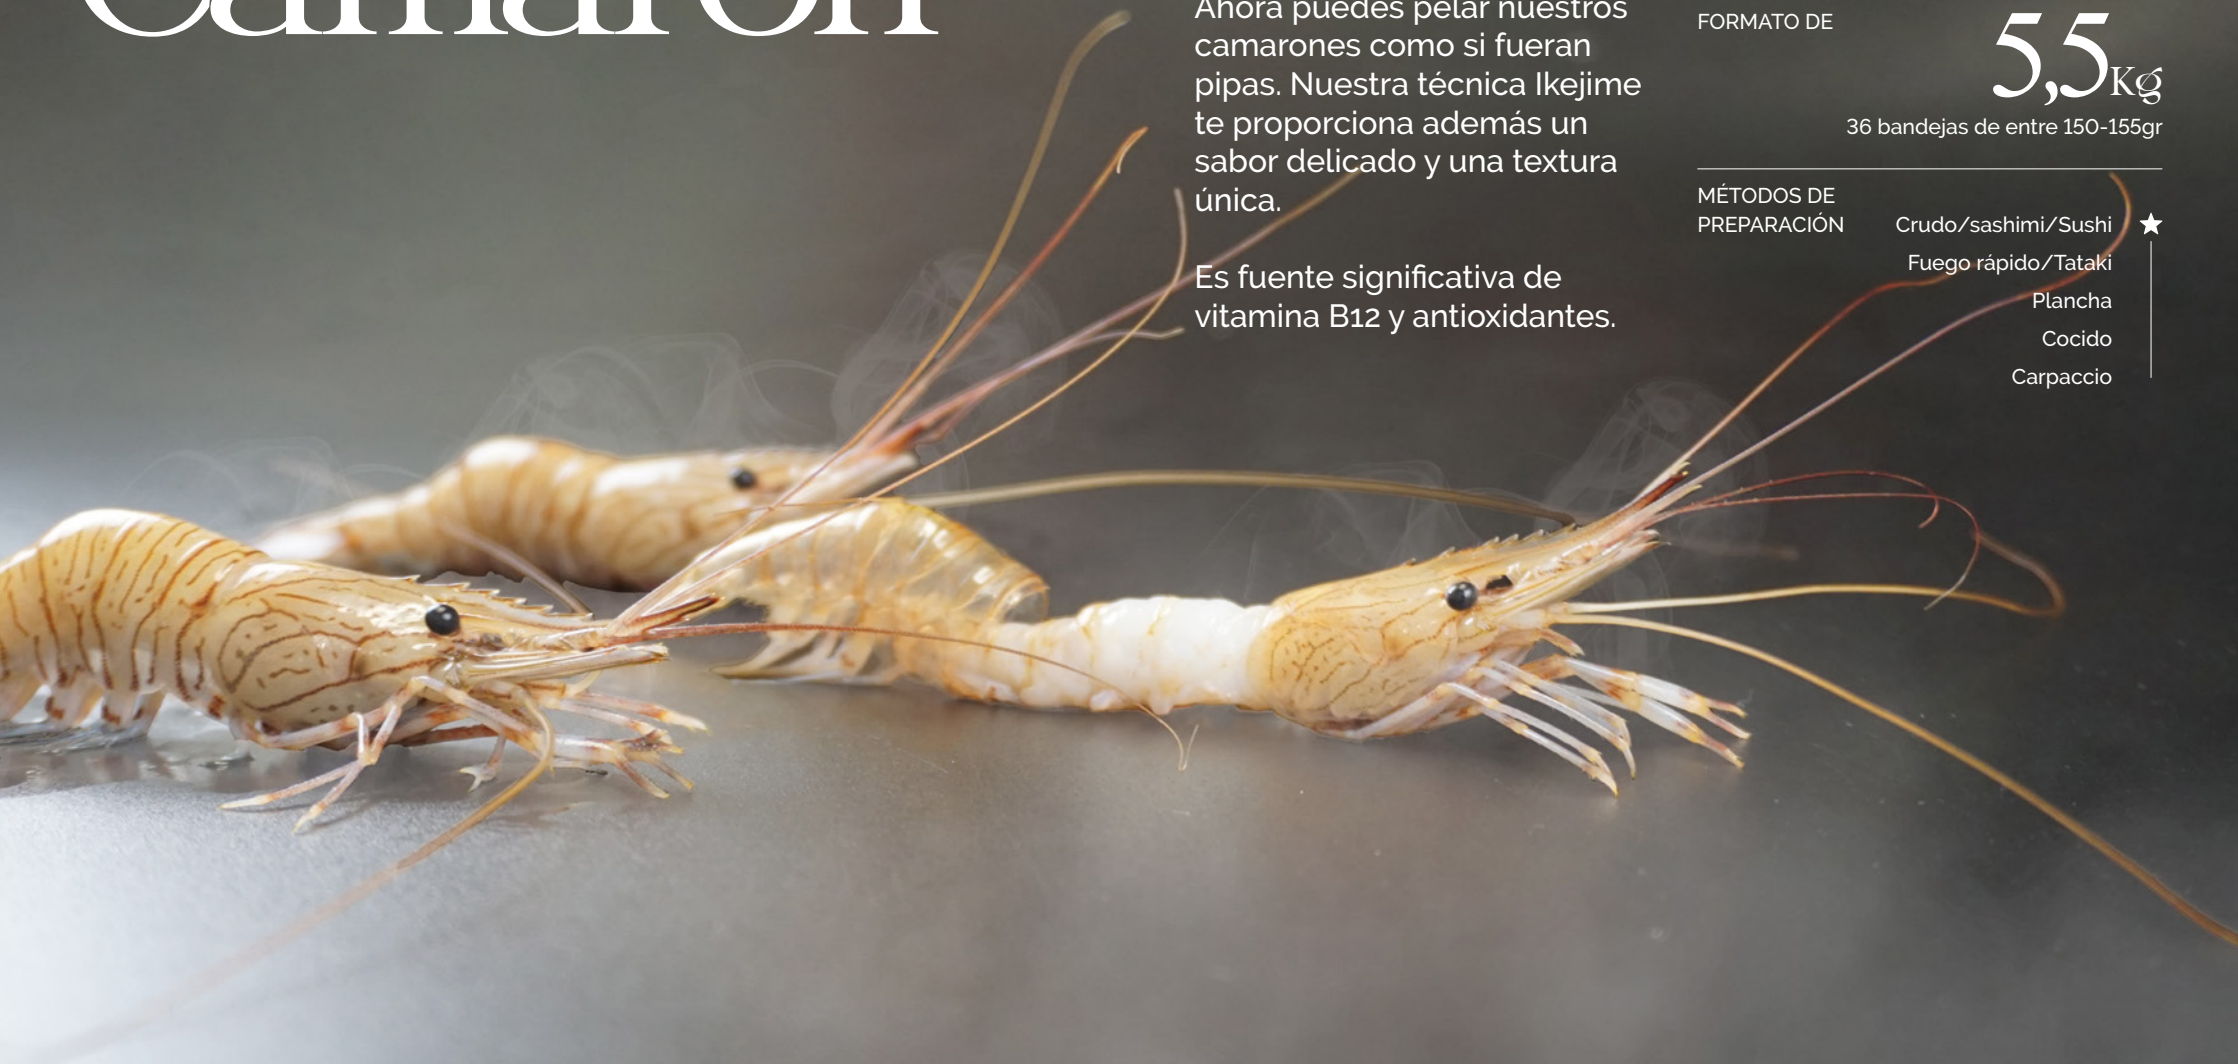 Camarón
Ahora puedes pelar nuestros
camarones como si fueran
pipas. Nuestra técnica Ikejime
te proporciona además un
sabor delicado y una textura
única.
Es fuente significativa de
vitamina B12 y antioxidantes.
FORMATO DE
5,5Kg
36 bandejas de entre 150-155gr
MÉTODOS DE
PREPARACIÓN
Crudo/sashimi/Sushi
Fuego rápido/Tataki
Plancha
Cocido
Carpaccio